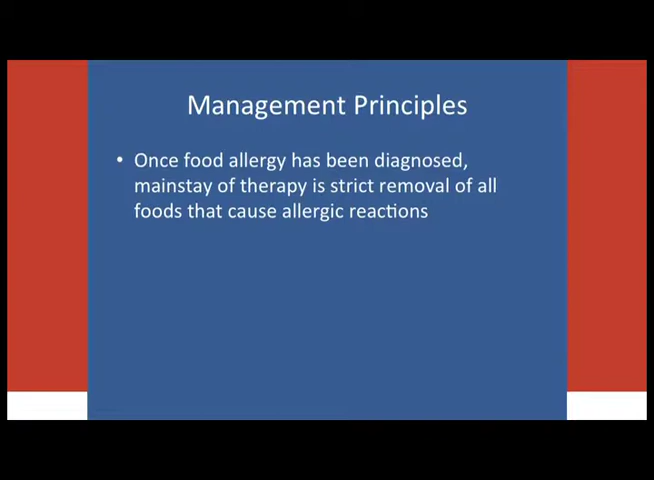 Management Principles
• Once food allergy has been diagnosed,
mainstay of therapy is strict removal of all
foods that cause allergic reactions